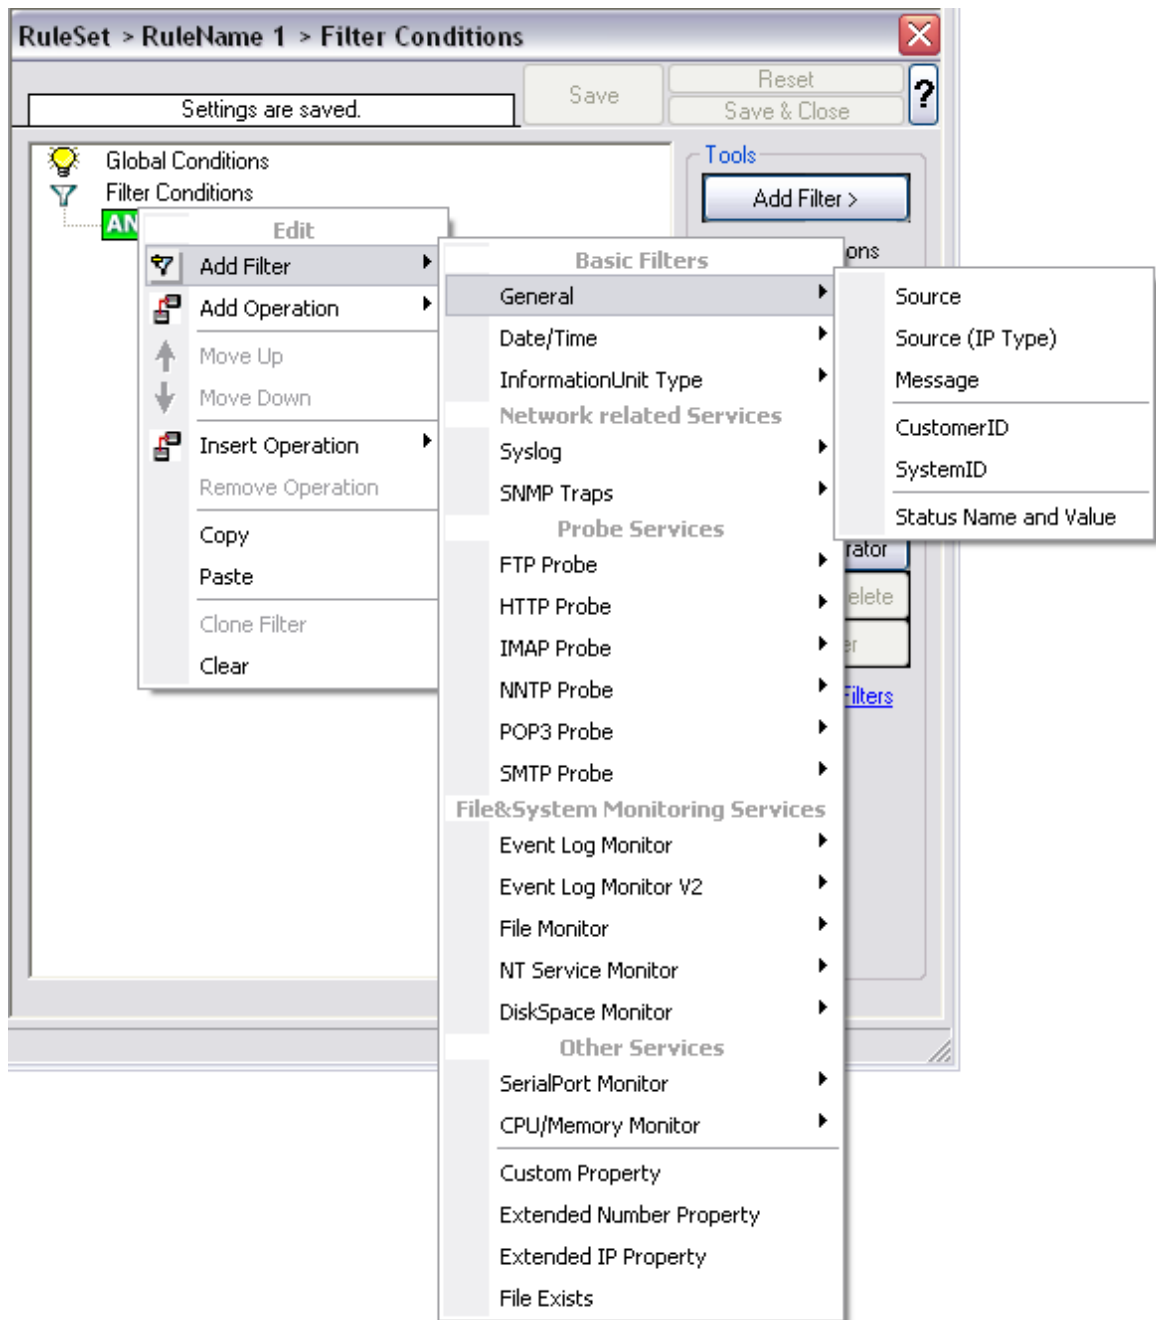 RuleSet > RuleName 1 > Filter Conditions
Settings are saved.
Save
Reset
Save & Close
?
Global Conditions
Filter Conditions
AN
Tools
Add Filter >
ons
rator
elete
er
Filters
Edit
Add Filter
Add Operation
Move Up
Move Down
Insert Operation
Remove Operation
Copy
Paste
Clone Filter
Clear
Basic Filters
General
Date/Time
InformationUnit Type
Network related Services
Syslog
SNMP Traps
Probe Services
FTP Probe
HTTP Probe
IMAP Probe
NNTP Probe
POP3 Probe
SMTP Probe
File&System Monitoring Services
Event Log Monitor
Event Log Monitor V2
File Monitor
NT Service Monitor
DiskSpace Monitor
Other Services
SerialPort Monitor
CPU/Memory Monitor
Custom Property
Extended Number Property
Extended IP Property
File Exists
Source
Source (IP Type)
Message
CustomerID
SystemID
Status Name and Value